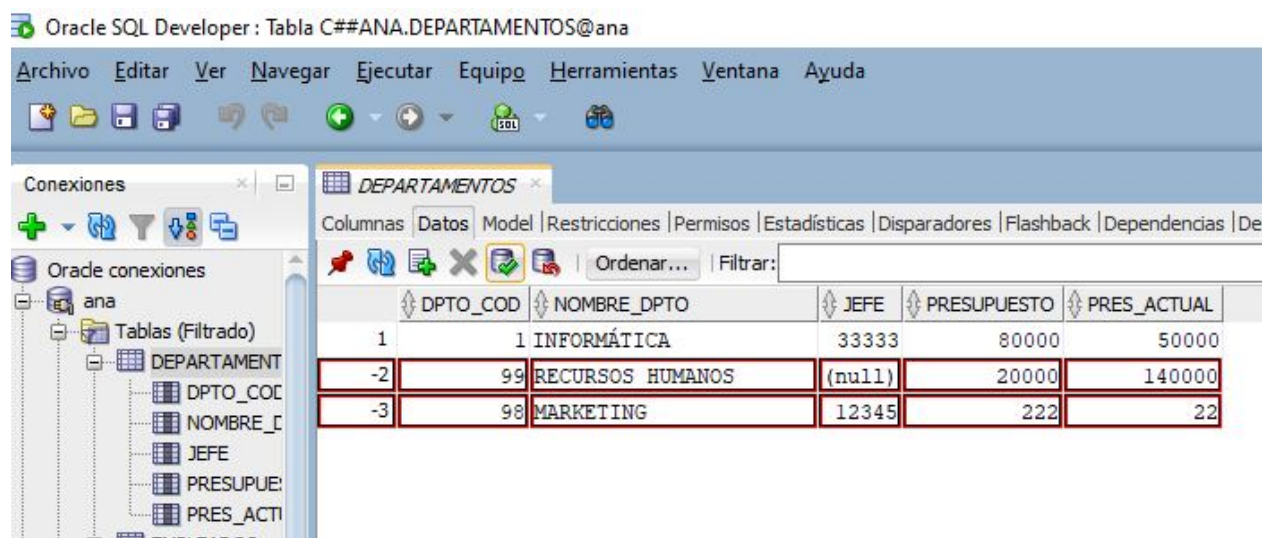 Oracle SQL Developer : Tabla C##ANA.DEPARTAMENTOS@ana
Archivo Editar Ver Navegar Ejecutar Equipo Herramientas Ventana Ayuda
SQL
Conexiones
DEPARTAMENTOS
Columnas Datos Model | Restricciones | Permisos | Estadísticas | Disparadores | Flashback | Dependencias | De
Ordenar... Filtrar:
Oracle conexiones
ana
Tablas (Filtrado)
DEPARTAMENT
DPTO_COD
NOMBRE_D
JEFE
PRESUPUE
PRES_ACTI
DPTO_COD NOMBRE_DPTO JEFE PRESUPUESTO PRES_ACTUAL
1 1 INFORMÁTICA 33333 80000 50000
-2 99 RECURSOS HUMANOS (null) 20000 140000
-3 98 MARKETING 12345 222 22